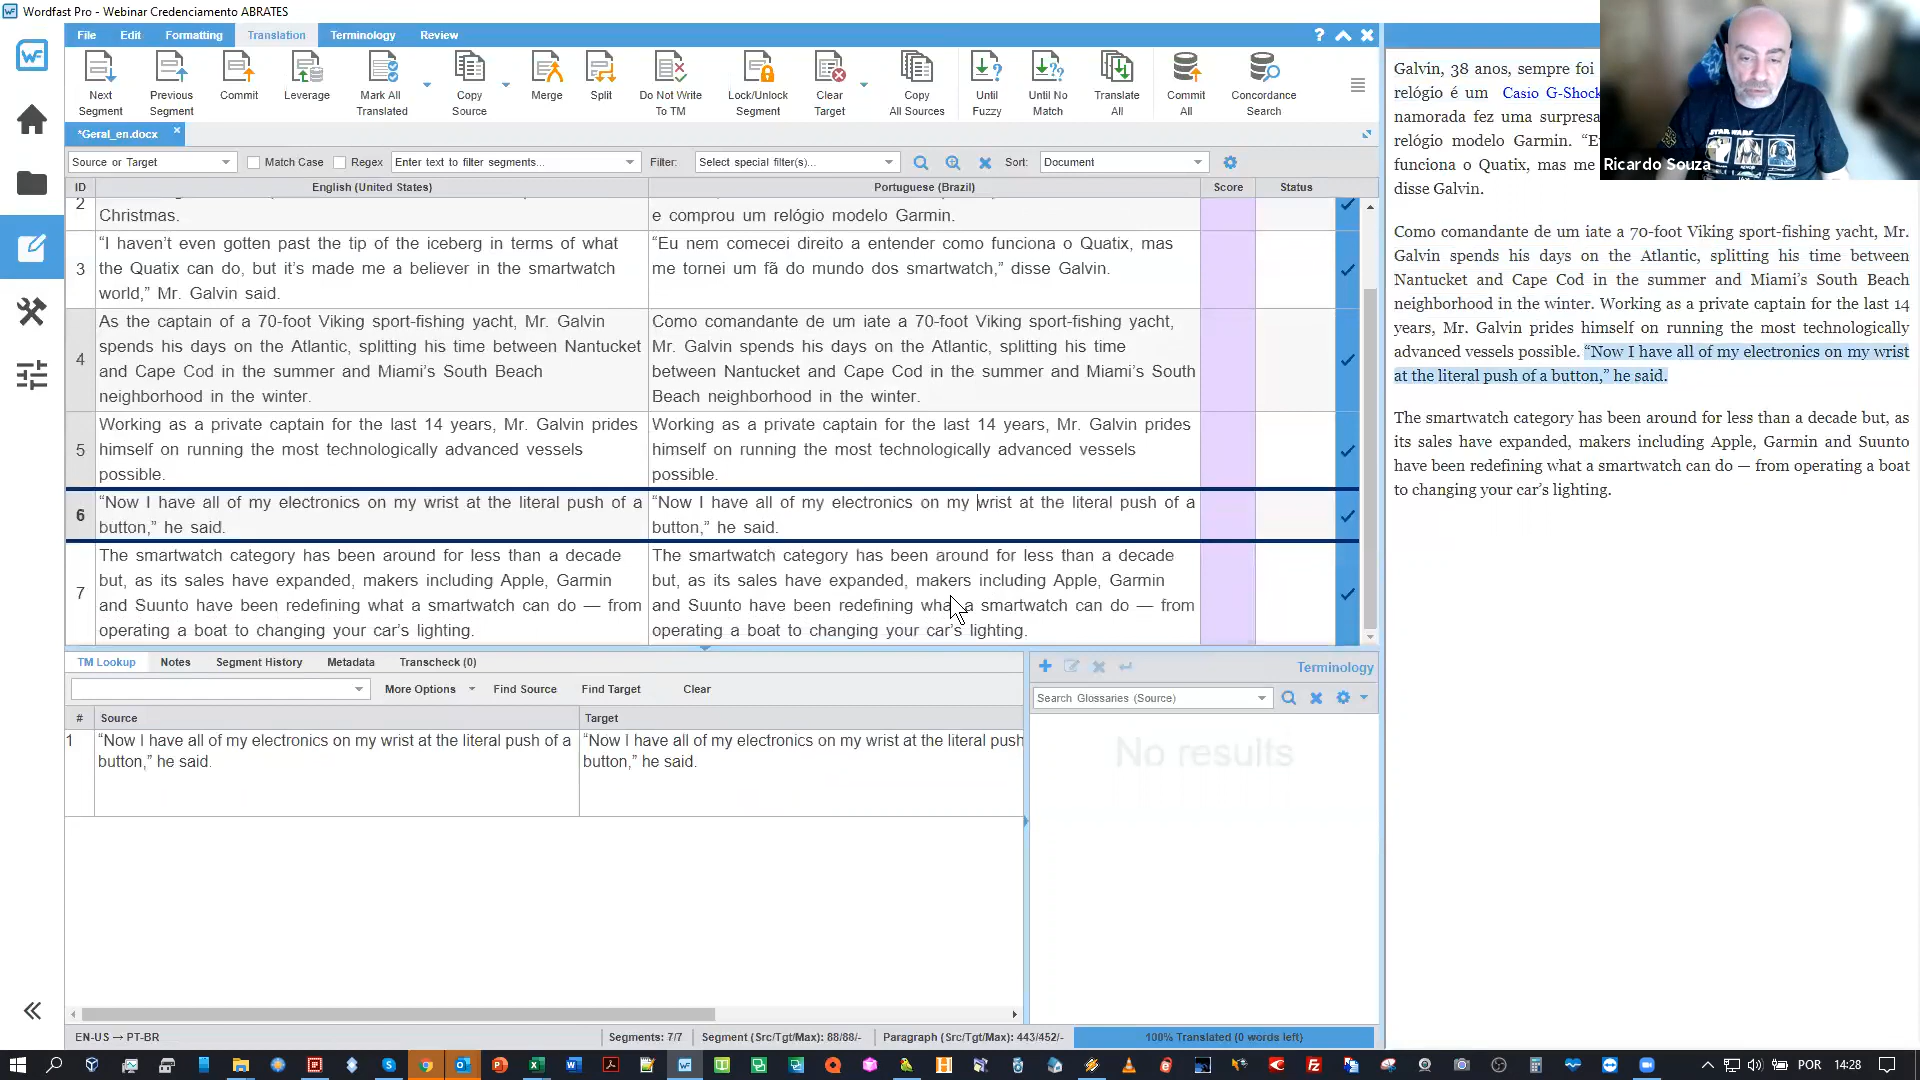 Wordfast Pro - Webinar Credenciamento ABRATES
File Edit Formatting Translation Terminology Review
Next Segment
Previous Segment
Commit
Leverage
Mark All Translated
Copy Source
Merge
Split
Do Not Write To TM
Lock/Unlock Segment
Clear Target
Copy All Sources
Until Fuzzy
Until No Match
Translate All
Commit All
Concordance Search
*Geral_en.docx
Source or Target Match Case Regex Enter text to filter segments... Filter: Select special filter(s)... Sort: Document
ID English (United States) Portuguese (Brazil) Score Status
2
Christmas.
e comprou um relógio modelo Garmin.
3
“I haven’t even gotten past the tip of the iceberg in terms of what
the Quatix can do, but it’s made me a believer in the smartwatch
world,” Mr. Galvin said.
“Eu nem comecei direito a entender como funciona o Quatix, mas
me tornei um fã do mundo dos smartwatch,” disse Galvin.
4
As the captain of a 70-foot Viking sport-fishing yacht, Mr. Galvin
spends his days on the Atlantic, splitting his time between Nantucket
and Cape Cod in the summer and Miami’s South Beach
neighborhood in the winter.
Como comandante de um iate a 70-foot Viking sport-fishing yacht,
Mr. Galvin spends his days on the Atlantic, splitting his time
between Nantucket and Cape Cod in the summer and Miami’s South
Beach neighborhood in the winter.
5
Working as a private captain for the last 14 years, Mr. Galvin prides
himself on running the most technologically advanced vessels
possible.
Working as a private captain for the last 14 years, Mr. Galvin prides
himself on running the most technologically advanced vessels
possible.
6
“Now I have all of my electronics on my wrist at the literal push of a
button,” he said.
“Now I have all of my electronics on my wrist at the literal push of a
button,” he said.
7
The smartwatch category has been around for less than a decade
but, as its sales have expanded, makers including Apple, Garmin
and Suunto have been redefining what a smartwatch can do — from
operating a boat to changing your car’s lighting.
The smartwatch category has been around for less than a decade
but, as its sales have expanded, makers including Apple, Garmin
and Suunto have been redefining what a smartwatch can do — from
operating a boat to changing your car’s lighting.
TM Lookup Notes Segment History Metadata Transcheck (0)
More Options Find Source Find Target Clear
# Source Target
1
“Now I have all of my electronics on my wrist at the literal push of a
button,” he said.
“Now I have all of my electronics on my wrist at the literal push
button,” he said.
Terminology
Search Glossaries (Source)
No results
EN-US → PT-BR Segments: 7/7 Segment (Src/Tgt/Max): 88/88/- Paragraph (Src/Tgt/Max): 443/452/- 100% Translated (0 words left)
Galvin, 38 anos, sempre foi
relógio é um Casio G-Shock
namorada fez uma surpresa
relógio modelo Garmin. “Eu
funciona o Quatix, mas me
disse Galvin.
Como comandante de um iate a 70-foot Viking sport-fishing yacht, Mr.
Galvin spends his days on the Atlantic, splitting his time between
Nantucket and Cape Cod in the summer and Miami’s South Beach
neighborhood in the winter. Working as a private captain for the last 14
years, Mr. Galvin prides himself on running the most technologically
advanced vessels possible. “Now I have all of my electronics on my wrist
at the literal push of a button,” he said.
The smartwatch category has been around for less than a decade but, as
its sales have expanded, makers including Apple, Garmin and Suunto
have been redefining what a smartwatch can do — from operating a boat
to changing your car’s lighting.
STAR WARS
Ricardo Souza
POR 14:28